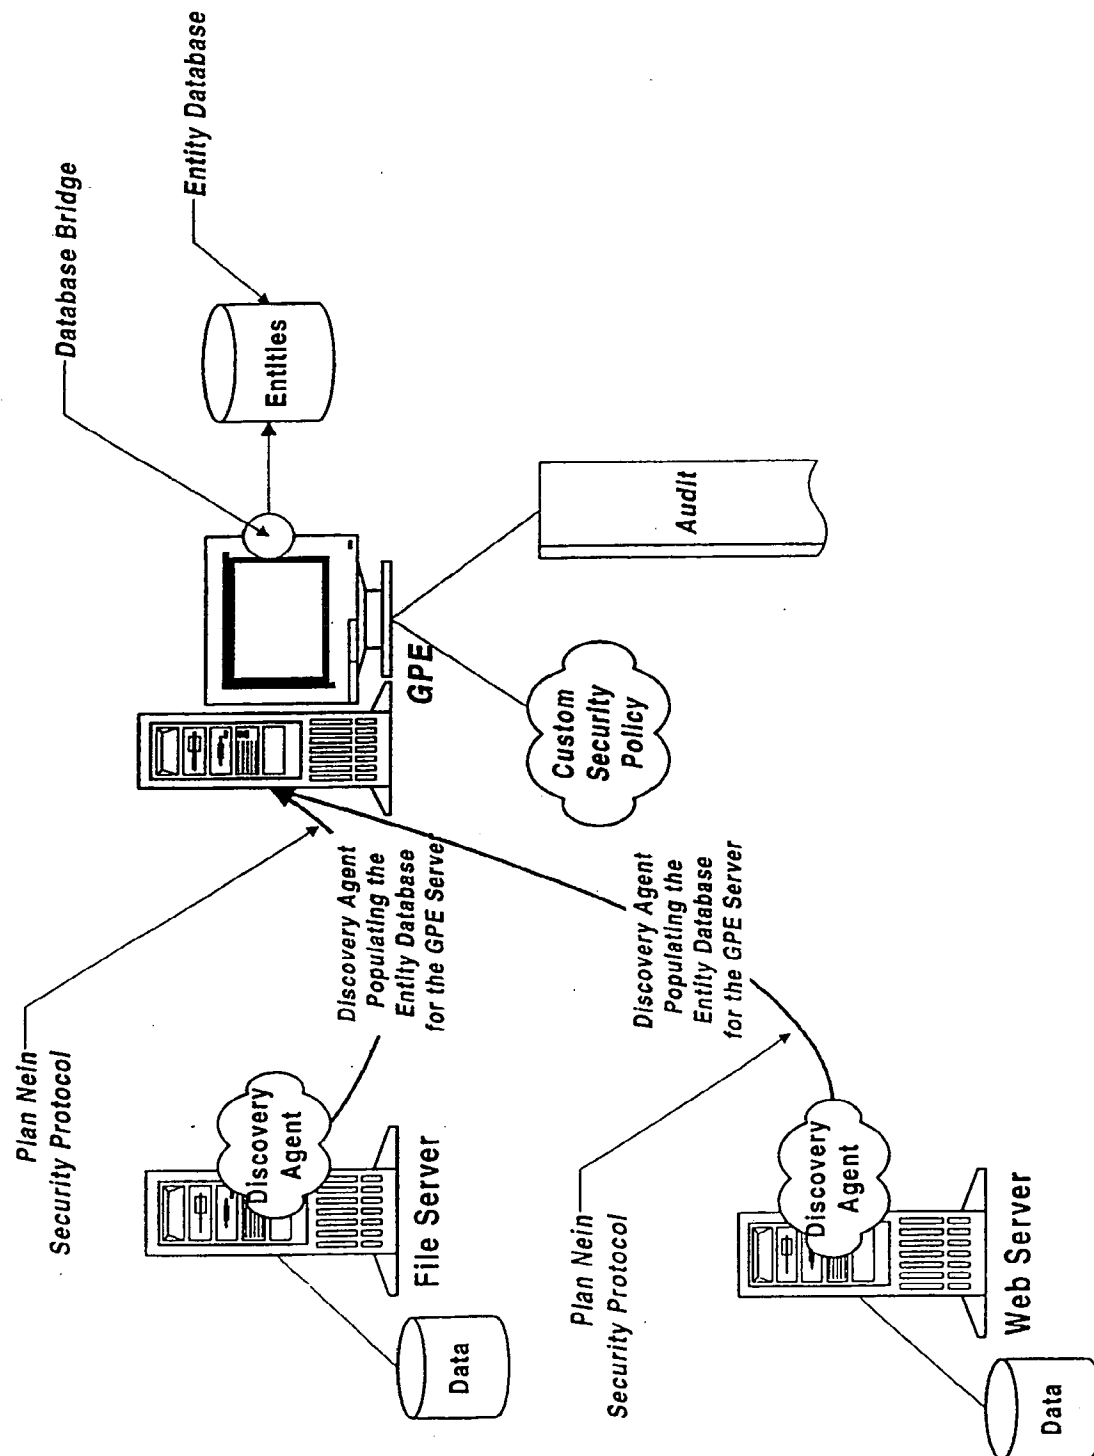 Plan Nein
Security Protocol
Database Bridge
Entity Database
Discovery
Agent
File Server
Data
Discovery Agent
Populating the
Entity Database
for the GPE Server
GPE
Entities
Custom
Security
Policy
Audit
Plan Nein
Security Protocol
Discovery Agent
Populating the
Entity Database
for the GPE Server
Discovery
Agent
Web Server
Data